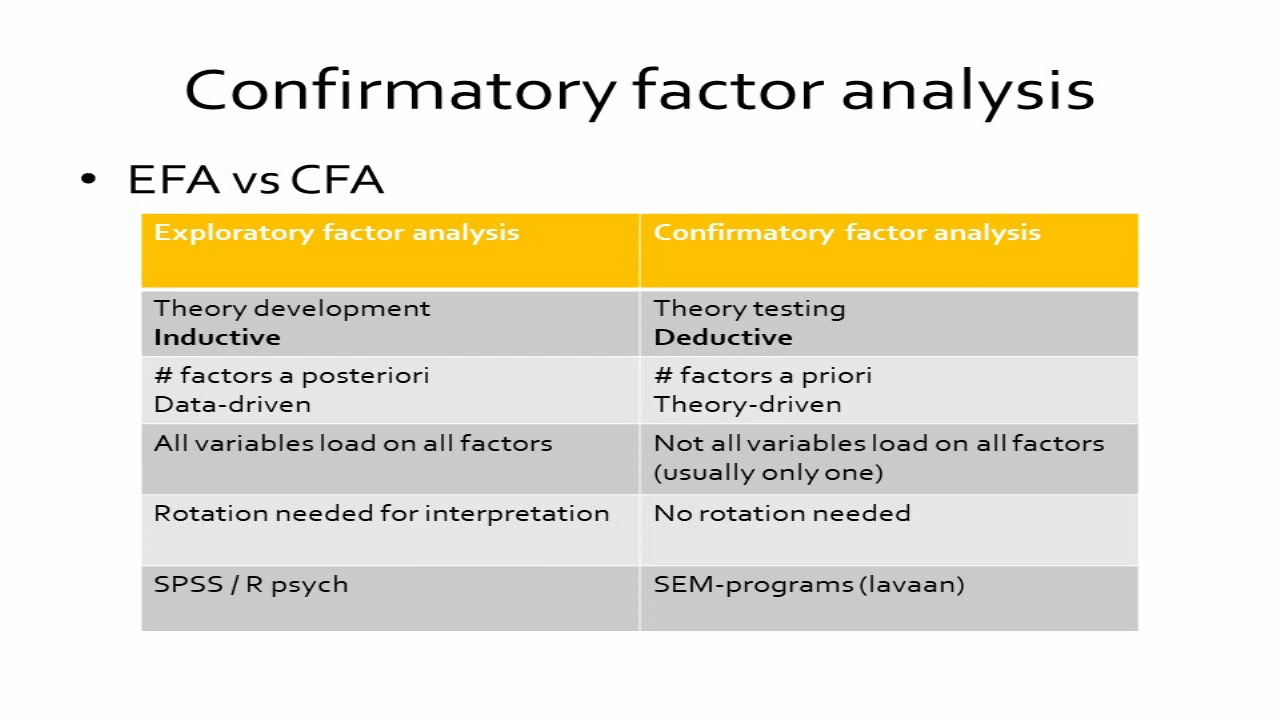 Confirmatory factor analysis
• EFA vs CFA
Exploratory factor analysis
Confirmatory factor analysis
Theory development
Inductive
Theory testing
Deductive
# factors a posteriori
Data-driven
# factors a priori
Theory-driven
All variables load on all factors
Not all variables load on all factors
(usually only one)
Rotation needed for interpretation
No rotation needed
SPSS / R psych
SEM-programs (lavaan)